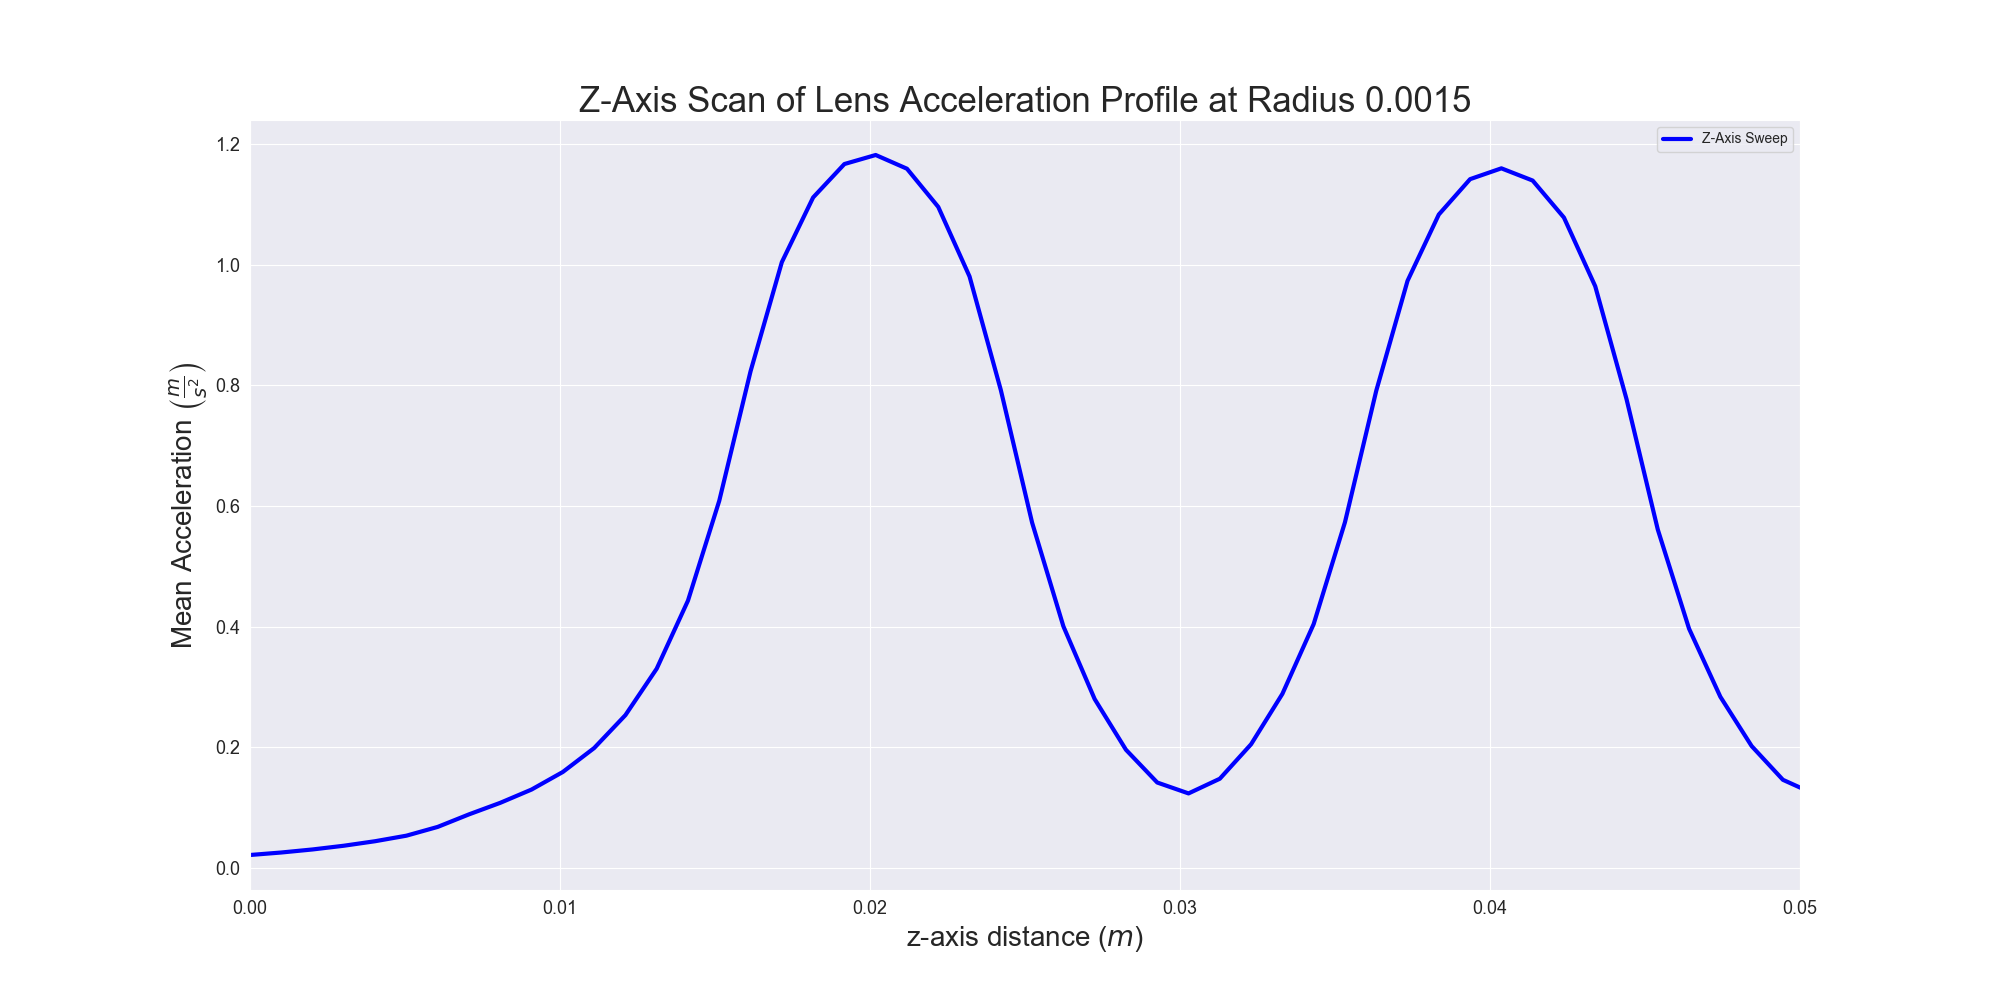 Z-Axis Scan of Lens Acceleration Profile at Radius 0.0015
Z-Axis Sweep
Mean Acceleration (m/s²)
1.2
1.0
0.8
0.6
0.4
0.2
0.0
0.00 0.01 0.02 0.03 0.04 0.05
z-axis distance (m)